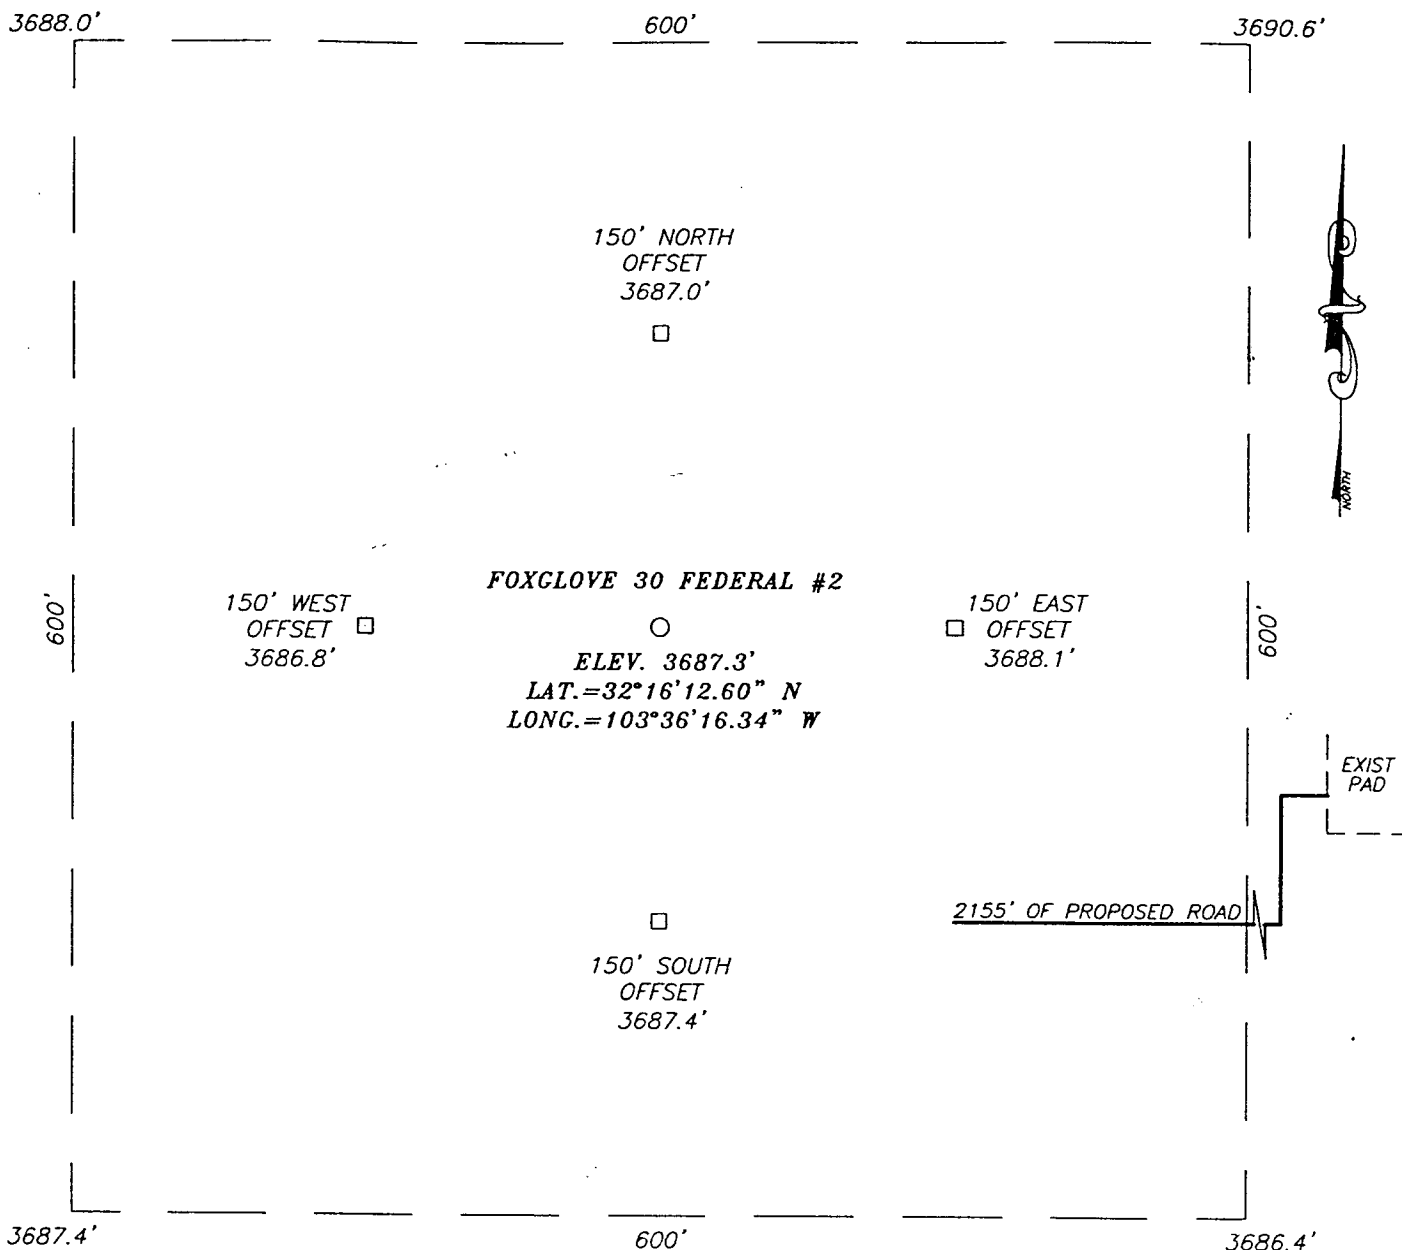 3688.0'
600'
3690.6'
150' NORTH
OFFSET
3687.0'
NORTH
FOXGLOVE 30 FEDERAL #2
150' WEST
OFFSET
3686.8'
600'
150' EAST
OFFSET
3688.1'
600'
ELEV. 3687.3'
LAT.=32°16'12.60" N
LONG.=103°36'16.34" W
EXIST
PAD
2155' OF PROPOSED ROAD
150' SOUTH
OFFSET
3687.4'
3687.4'
600'
3686.4'